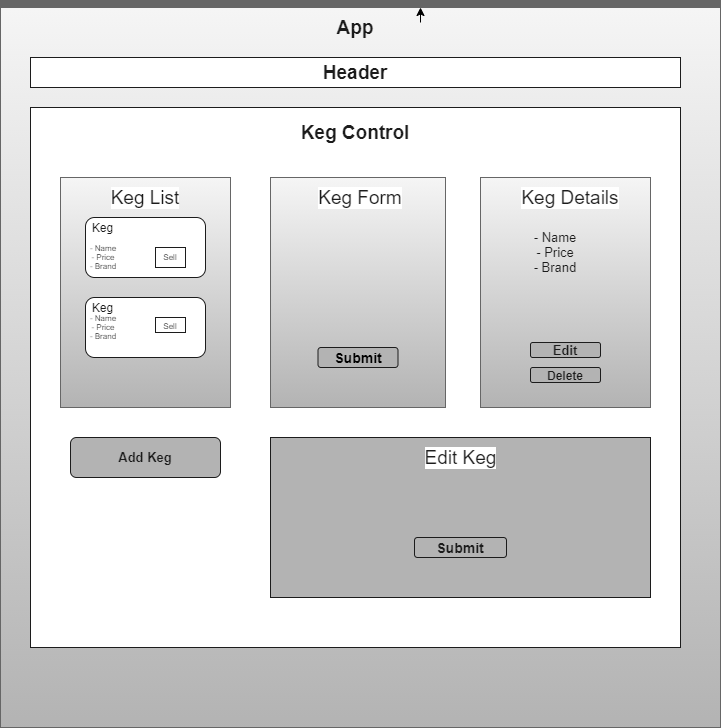 App
Header
Keg Control
Keg List
Keg
- Name
- Price
- Brand
Sell
Keg
- Name
- Price
- Brand
Sell
Add Keg
Keg Form
Submit
Keg Details
- Name
- Price
- Brand
Edit
Delete
Edit Keg
Submit